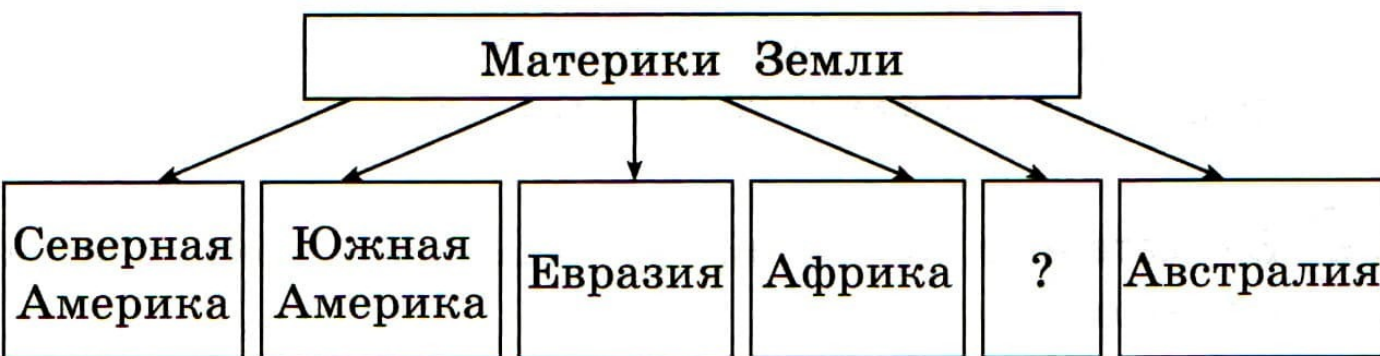 Материки Земли
Северная
Америка
Южная
Америка
Евразия
Африка
?
Австралия